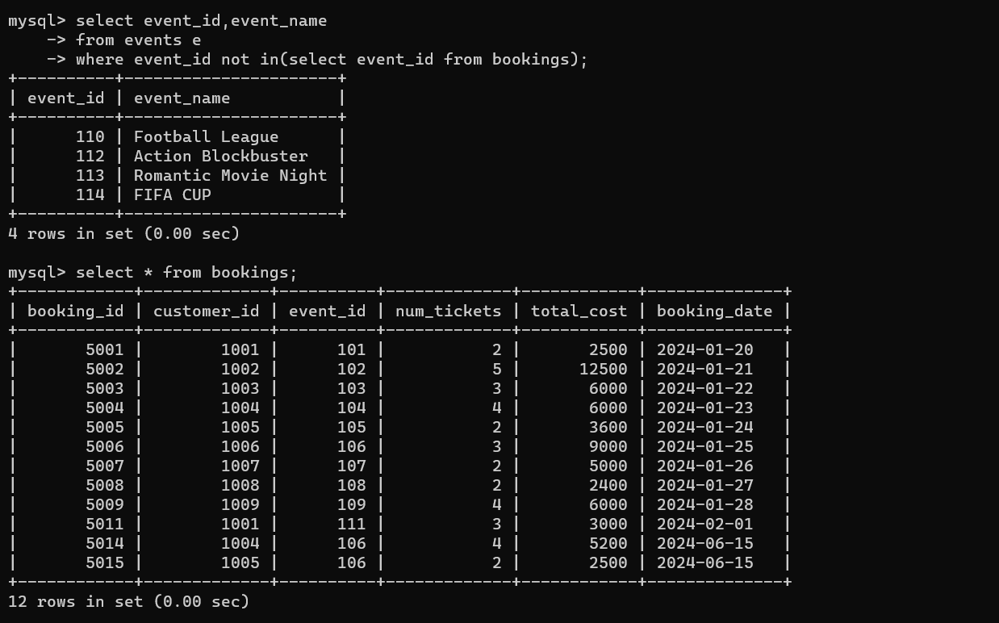 mysql> select event_id,event_name
    -> from events e
    -> where event_id not in(select event_id from bookings);
+----------+----------------------+
| event_id | event_name           |
+----------+----------------------+
|      110 | Football League      |
|      112 | Action Blockbuster   |
|      113 | Romantic Movie Night |
|      114 | FIFA CUP             |
+----------+----------------------+
4 rows in set (0.00 sec)

mysql> select * from bookings;
+------------+-------------+----------+-------------+------------+--------------+
| booking_id | customer_id | event_id | num_tickets | total_cost | booking_date |
+------------+-------------+----------+-------------+------------+--------------+
|       5001 |        1001 |      101 |           2 |       2500 | 2024-01-20   |
|       5002 |        1002 |      102 |           5 |      12500 | 2024-01-21   |
|       5003 |        1003 |      103 |           3 |       6000 | 2024-01-22   |
|       5004 |        1004 |      104 |           4 |       6000 | 2024-01-23   |
|       5005 |        1005 |      105 |           2 |       3600 | 2024-01-24   |
|       5006 |        1006 |      106 |           3 |       9000 | 2024-01-25   |
|       5007 |        1007 |      107 |           2 |       5000 | 2024-01-26   |
|       5008 |        1008 |      108 |           2 |       2400 | 2024-01-27   |
|       5009 |        1009 |      109 |           4 |       6000 | 2024-01-28   |
|       5011 |        1001 |      111 |           3 |       3000 | 2024-02-01   |
|       5014 |        1004 |      106 |           4 |       5200 | 2024-06-15   |
|       5015 |        1005 |      106 |           2 |       2500 | 2024-06-15   |
+------------+-------------+----------+-------------+------------+--------------+
12 rows in set (0.00 sec)